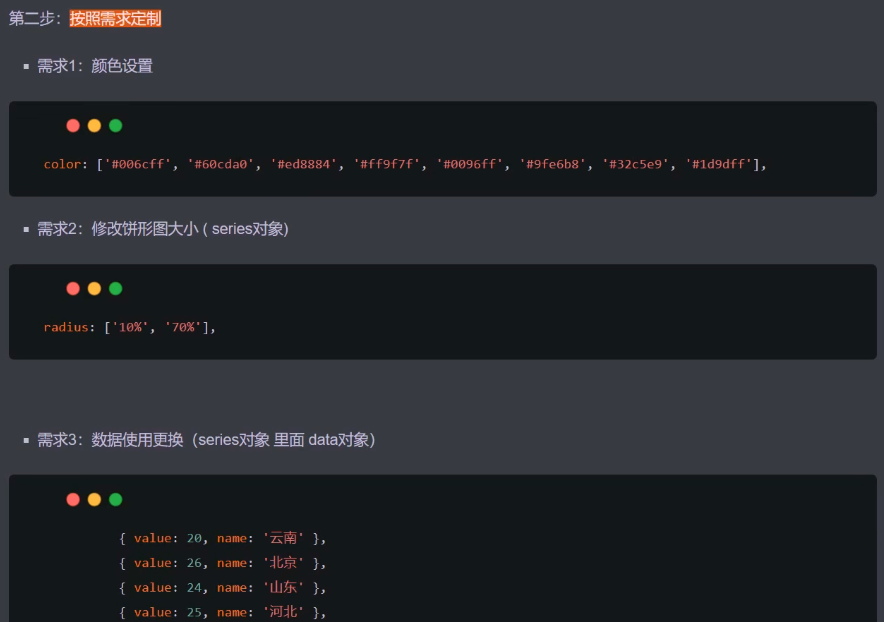 第二步：按照需求定制
需求1：颜色设置
color: ['#006cff', '#60cda0', '#ed8884', '#ff9f7f', '#0096ff', '#9fe6b8', '#32c5e9', '#1d9dff'],
需求2：修改饼形图大小 ( series对象)
radius: ['10%', '70%'],
需求3：数据使用更换（series对象 里面 data对象）
{ value: 20, name: '云南' },
{ value: 26, name: '北京' },
{ value: 24, name: '山东' },
{ value: 25, name: '河北' },